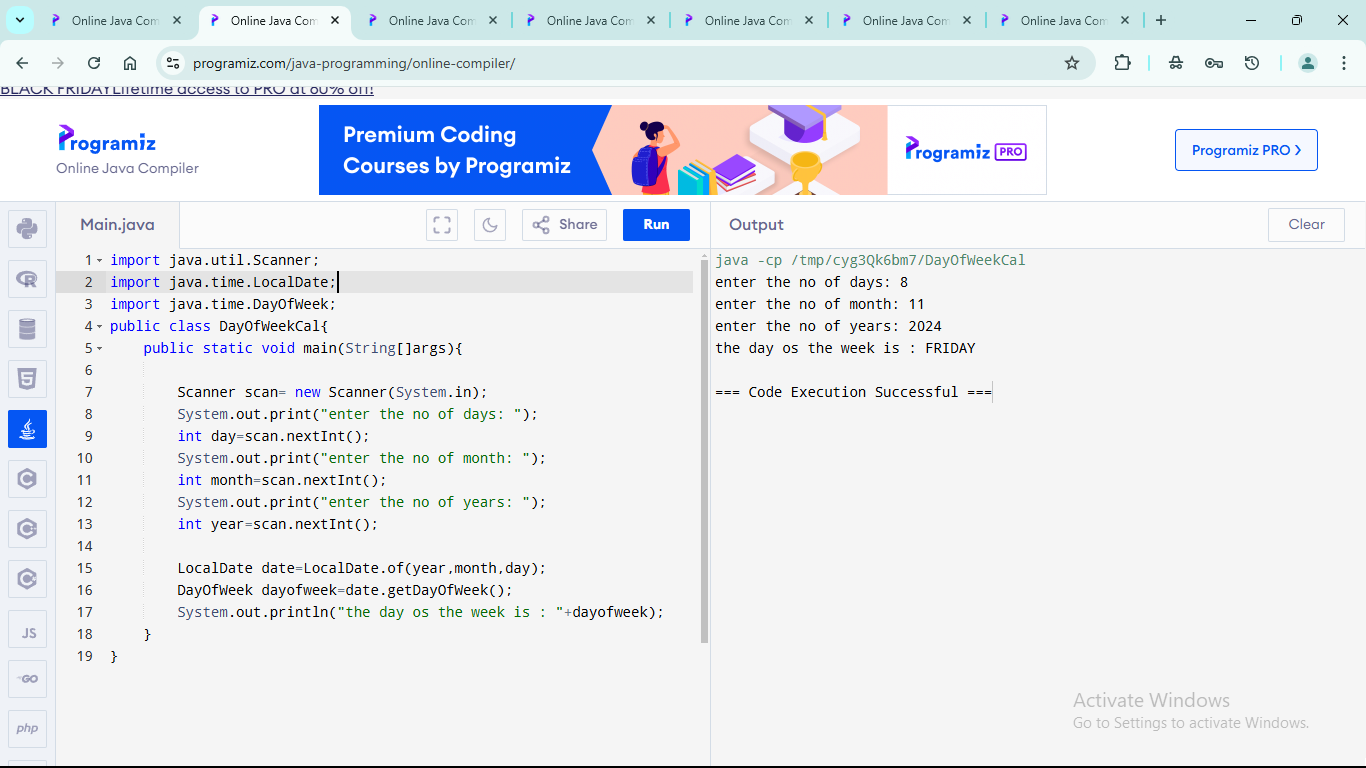 Online Java Com
Online Java Com
Online Java Com
Online Java Com
Online Java Com
Online Java Com
Online Java Com
programiz.com/java-programming/online-compiler/
BLACK FRIDAY Lifetime access to PRO at 60% off!
Programiz
Online Java Compiler
Premium Coding
Courses by Programiz
Programiz PRO
Programiz PRO >
Main.java
Share
Run
Output
Clear
1 import java.util.Scanner;
2 import java.time.LocalDate;
3 import java.time.DayOfWeek;
4 public class DayOfWeekCal{
5     public static void main(String[]args){
6
7         Scanner scan= new Scanner(System.in);
8         System.out.print("enter the no of days: ");
9         int day=scan.nextInt();
10         System.out.print("enter the no of month: ");
11         int month=scan.nextInt();
12         System.out.print("enter the no of years: ");
13         int year=scan.nextInt();
14
15         LocalDate date=LocalDate.of(year,month,day);
16         DayOfWeek dayofweek=date.getDayOfWeek();
17         System.out.println("the day os the week is : "+dayofweek);
18     }
19 }
java -cp /tmp/cyg3Qk6bm7/DayOfWeekCal
enter the no of days: 8
enter the no of month: 11
enter the no of years: 2024
the day os the week is : FRIDAY
=== Code Execution Successful ===
R
5
C
C
C
JS
GO
php
Activate Windows
Go to Settings to activate Windows.